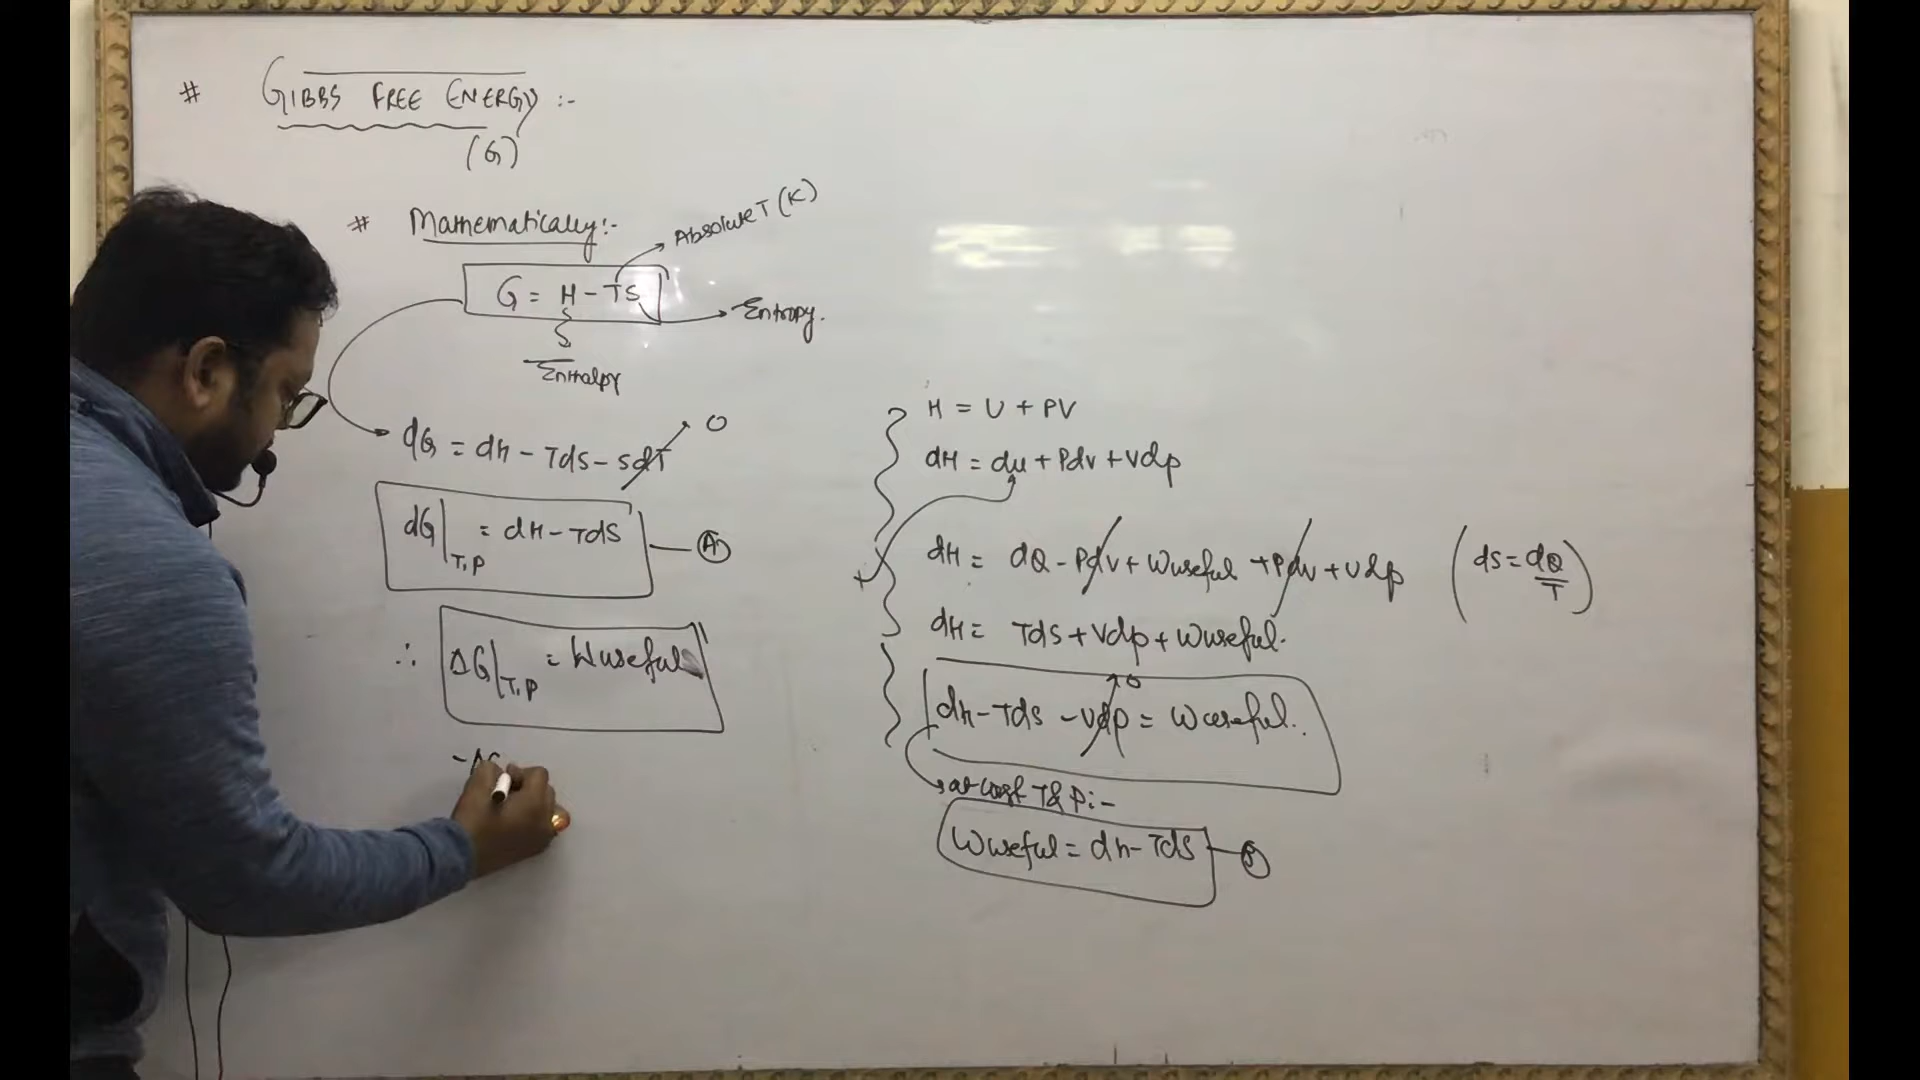 # GIBBS FREE ENERGY :-
(G)
# Mathematically:-
Absolute T (K)
G = H - TS
Entropy.
Enthalpy
dG = dH - Tds - SdT
0
dG|T,P = dH - TdS
A
∴ ΔG|T,P = Wuseful
-ΔG
H = U + PV
dH = du + Pdv + Vdp
dH = dQ - Pdv + Wuseful + Pdv + Vdp
(dS = dQ/T)
dH = Tds + Vdp + Wuseful.
0
dH - Tds - Vdp = Wuseful.
at const T & P :-
Wuseful = dH - Tds
B